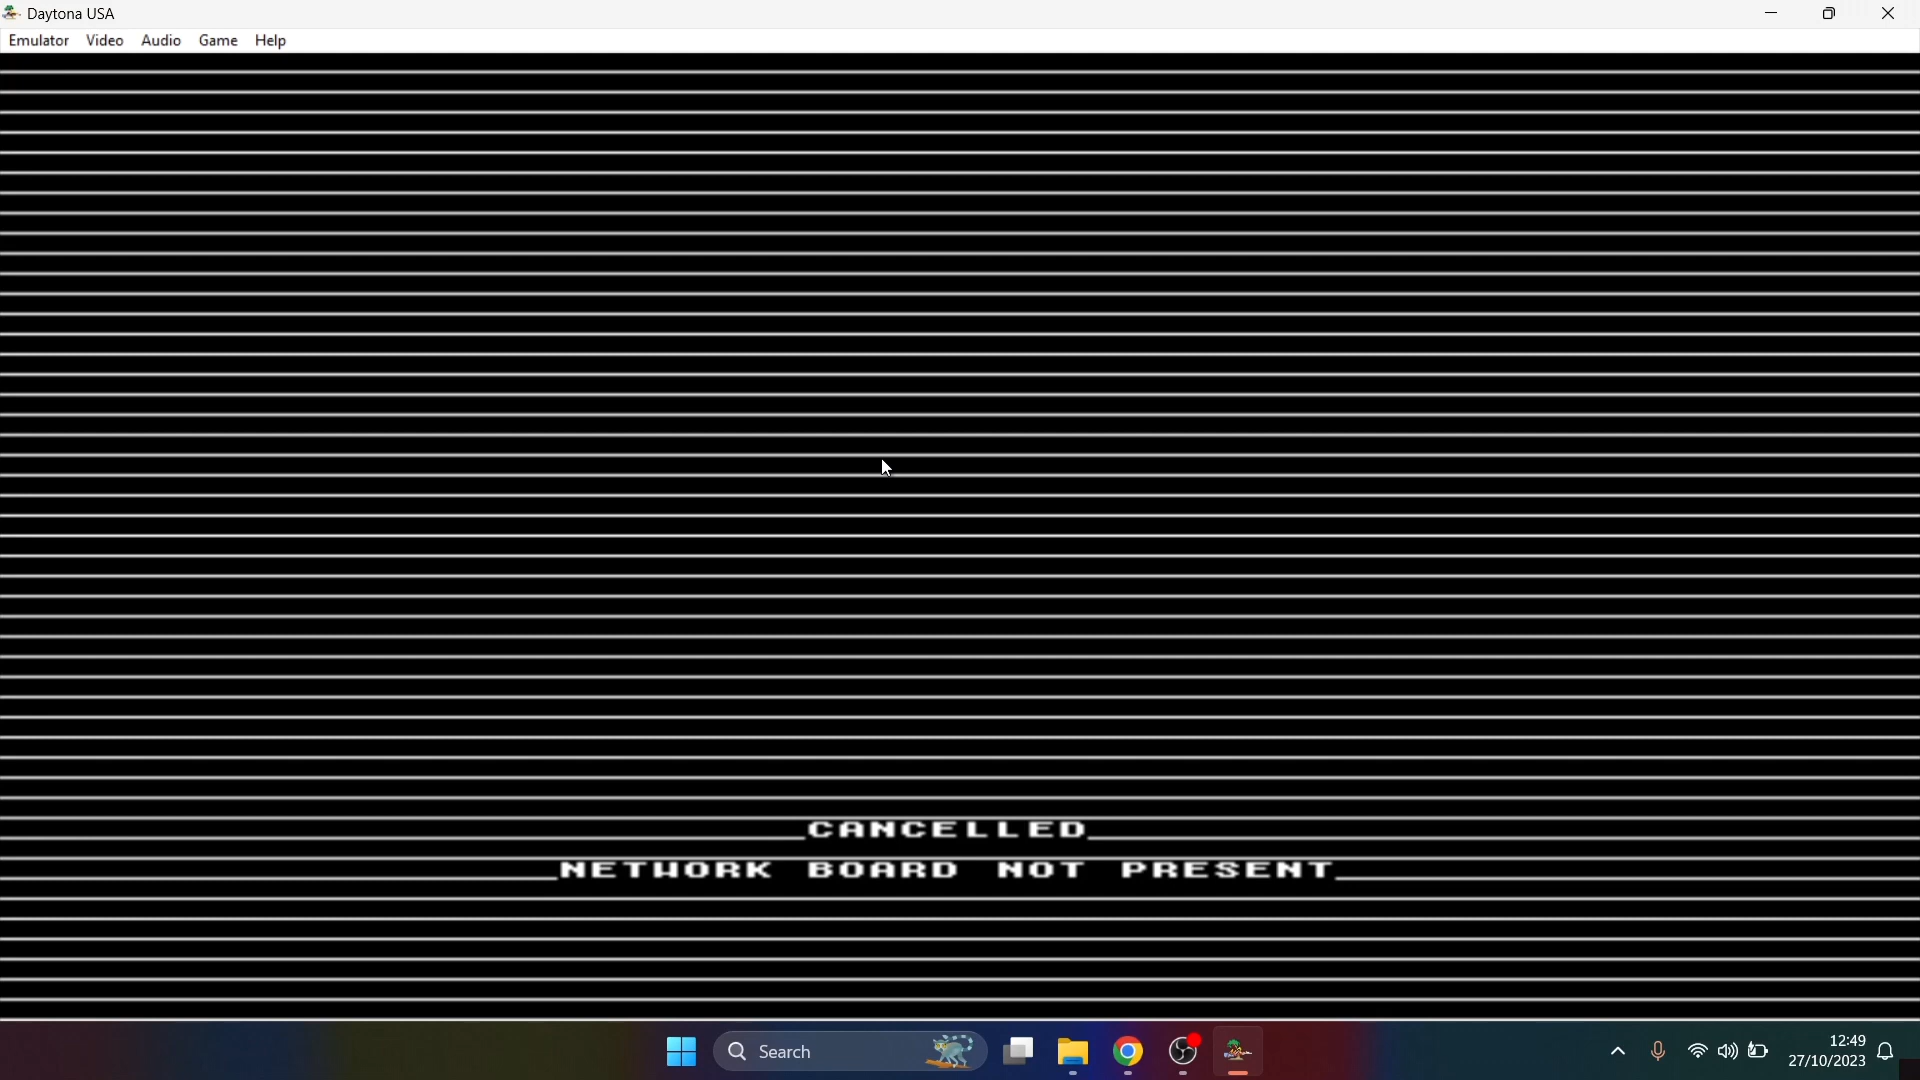 Daytona USA
Emulator Video Audio Game Help
CANCELLED
NETWORK BOARD NOT PRESENT
Search
12:49
27/10/2023